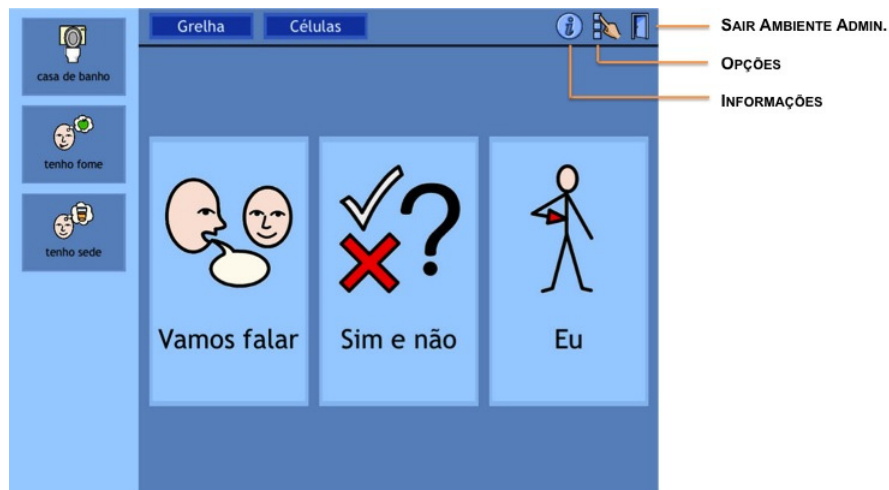 Grelha
Células
SAIR AMBIENTE ADMIN.
OPÇÕES
INFORMAÇÕES
casa de banho
tenho fome
tenho sede
Vamos falar
Sim e não
Eu